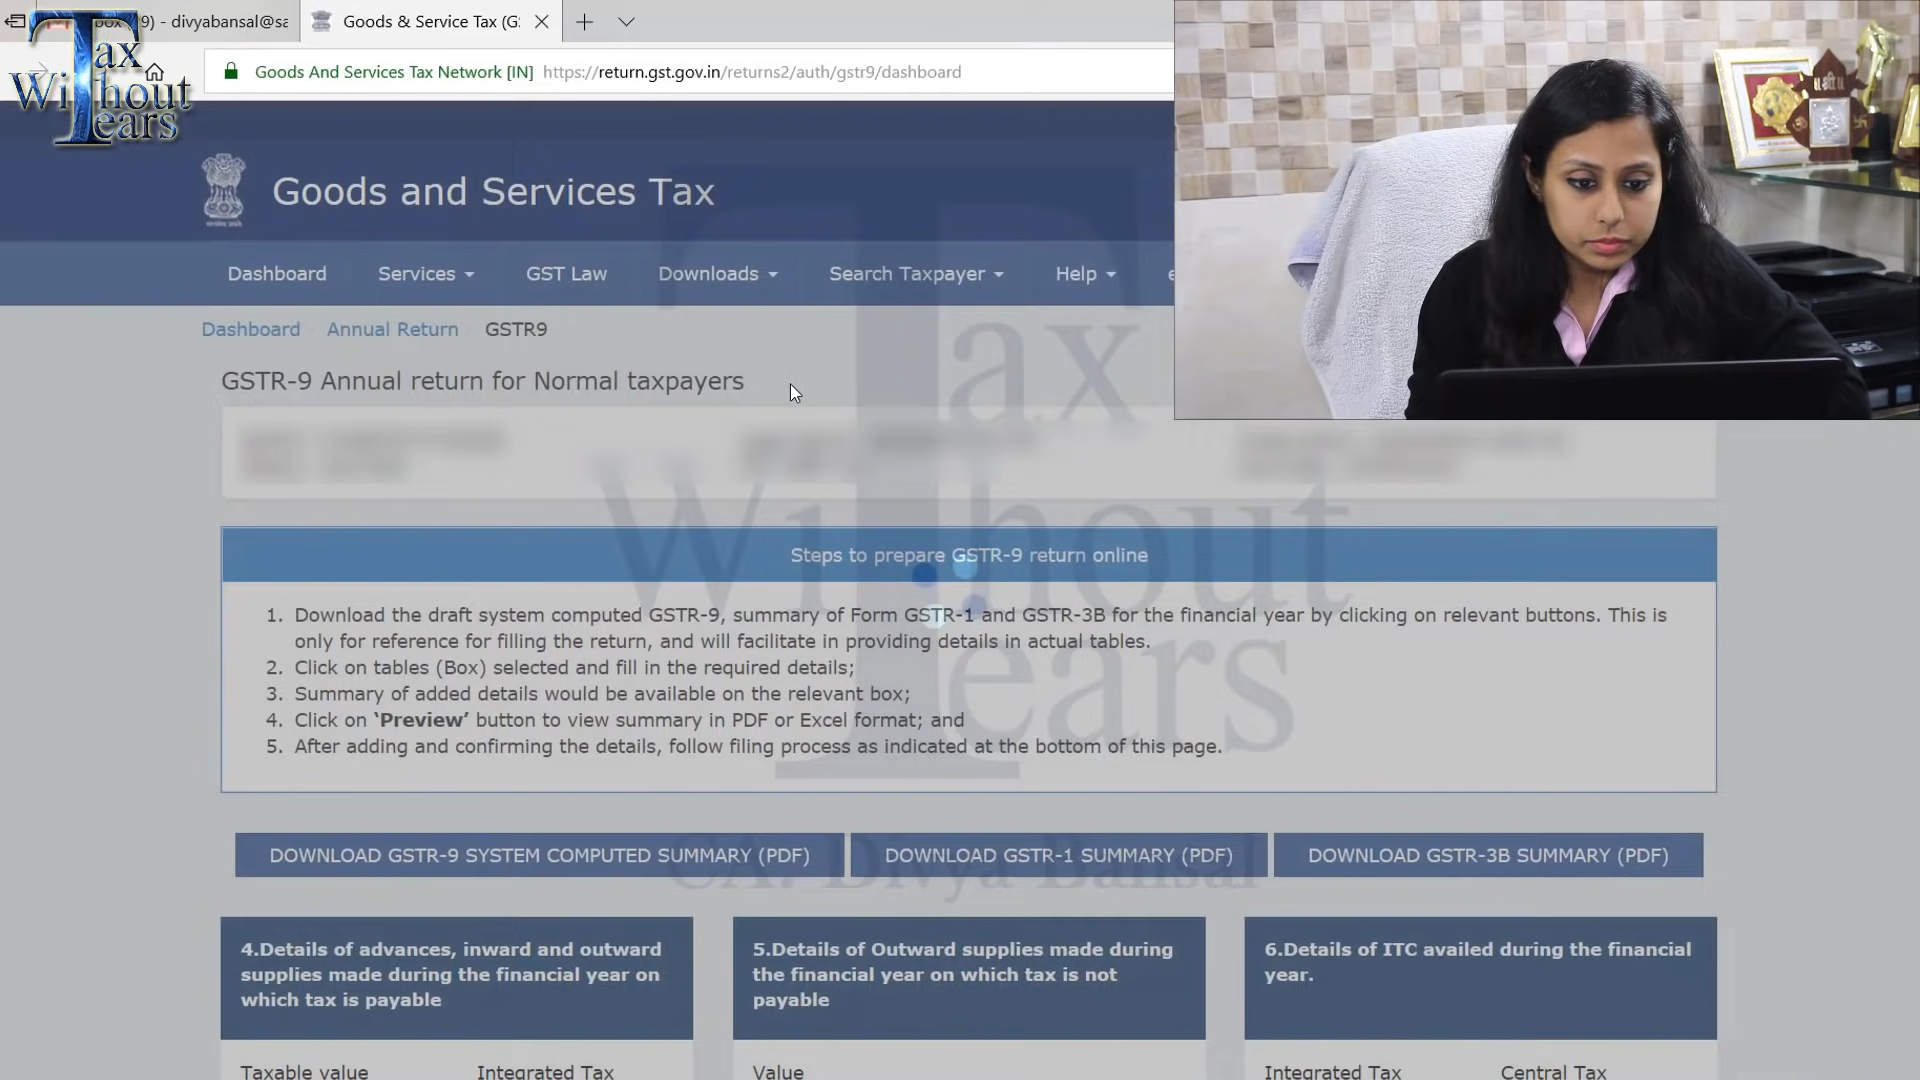 box
9) - divyabansal@sa
Goods & Service Tax (G
Tax
Without
Tears
Goods And Services Tax Network [IN] https://return.gst.gov.in/returns2/auth/gstr9/dashboard
Goods and Services Tax
Dashboard Services GST Law Downloads Search Taxpayer Help
Dashboard Annual Return GSTR9
GSTR-9 Annual return for Normal taxpayers
Tax
Without
Tears
CA. Divya Bansal
Steps to prepare GSTR-9 return online
1. Download the draft system computed GSTR-9, summary of Form GSTR-1 and GSTR-3B for the financial year by clicking on relevant buttons. This is
only for reference for filling the return, and will facilitate in providing details in actual tables.
2. Click on tables (Box) selected and fill in the required details;
3. Summary of added details would be available on the relevant box;
4. Click on ‘Preview’ button to view summary in PDF or Excel format; and
5. After adding and confirming the details, follow filing process as indicated at the bottom of this page.
DOWNLOAD GSTR-9 SYSTEM COMPUTED SUMMARY (PDF) DOWNLOAD GSTR-1 SUMMARY (PDF) DOWNLOAD GSTR-3B SUMMARY (PDF)
4.Details of advances, inward and outward
supplies made during the financial year on
which tax is payable
5.Details of Outward supplies made during
the financial year on which tax is not
payable
6.Details of ITC availed during the financial
year.
Taxable value Integrated Tax Value Integrated Tax Central Tax